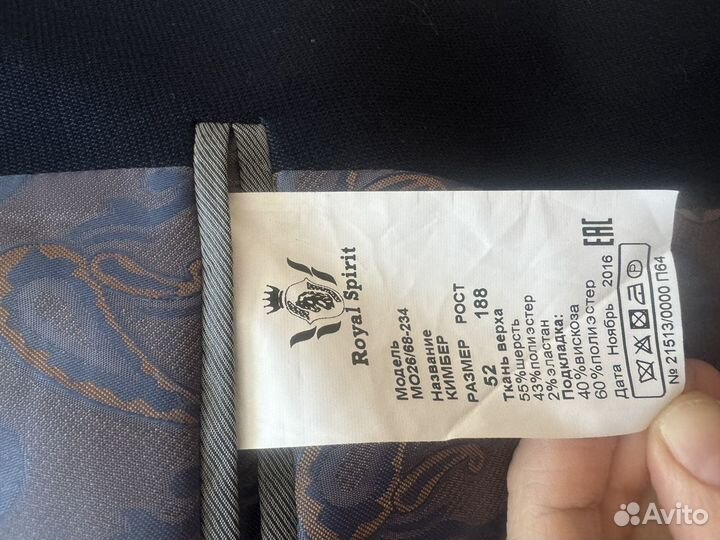 Royal Spirit
Модель
МО26/68-234
Название
КИМБЕР
РАЗМЕР РОСТ
52 188
Ткань верха
55%шерсть
43%полиэстер
2%эластан
Подкладка:
40%вискоза
60%полиэстер
Дата Ноябрь 2016
EAC
P
№ 21513/0000 П64
Avito